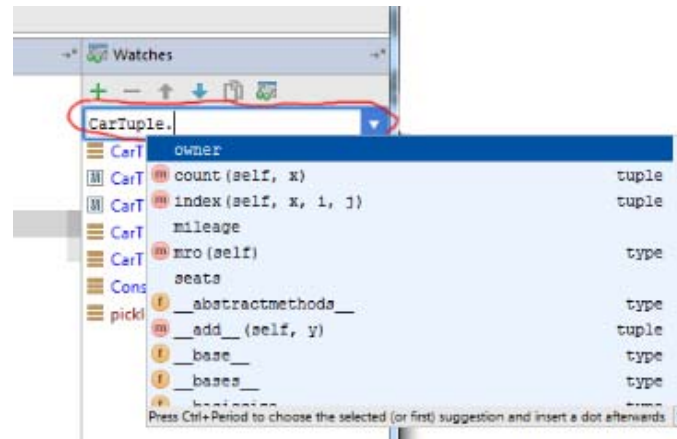 Watches
CarTuple.
owner
CarT
count(self, x) tuple
CarT
index(self, x, i, j) tuple
CarT
mileage
CarT
mro(self) type
CarT
seats
Cons
__abstractmethods__ type
pickl
__add__(self, y) tuple
__base__ type
__bases__ type
Press Ctrl+Period to choose the selected (or first) suggestion and insert a dot afterwards